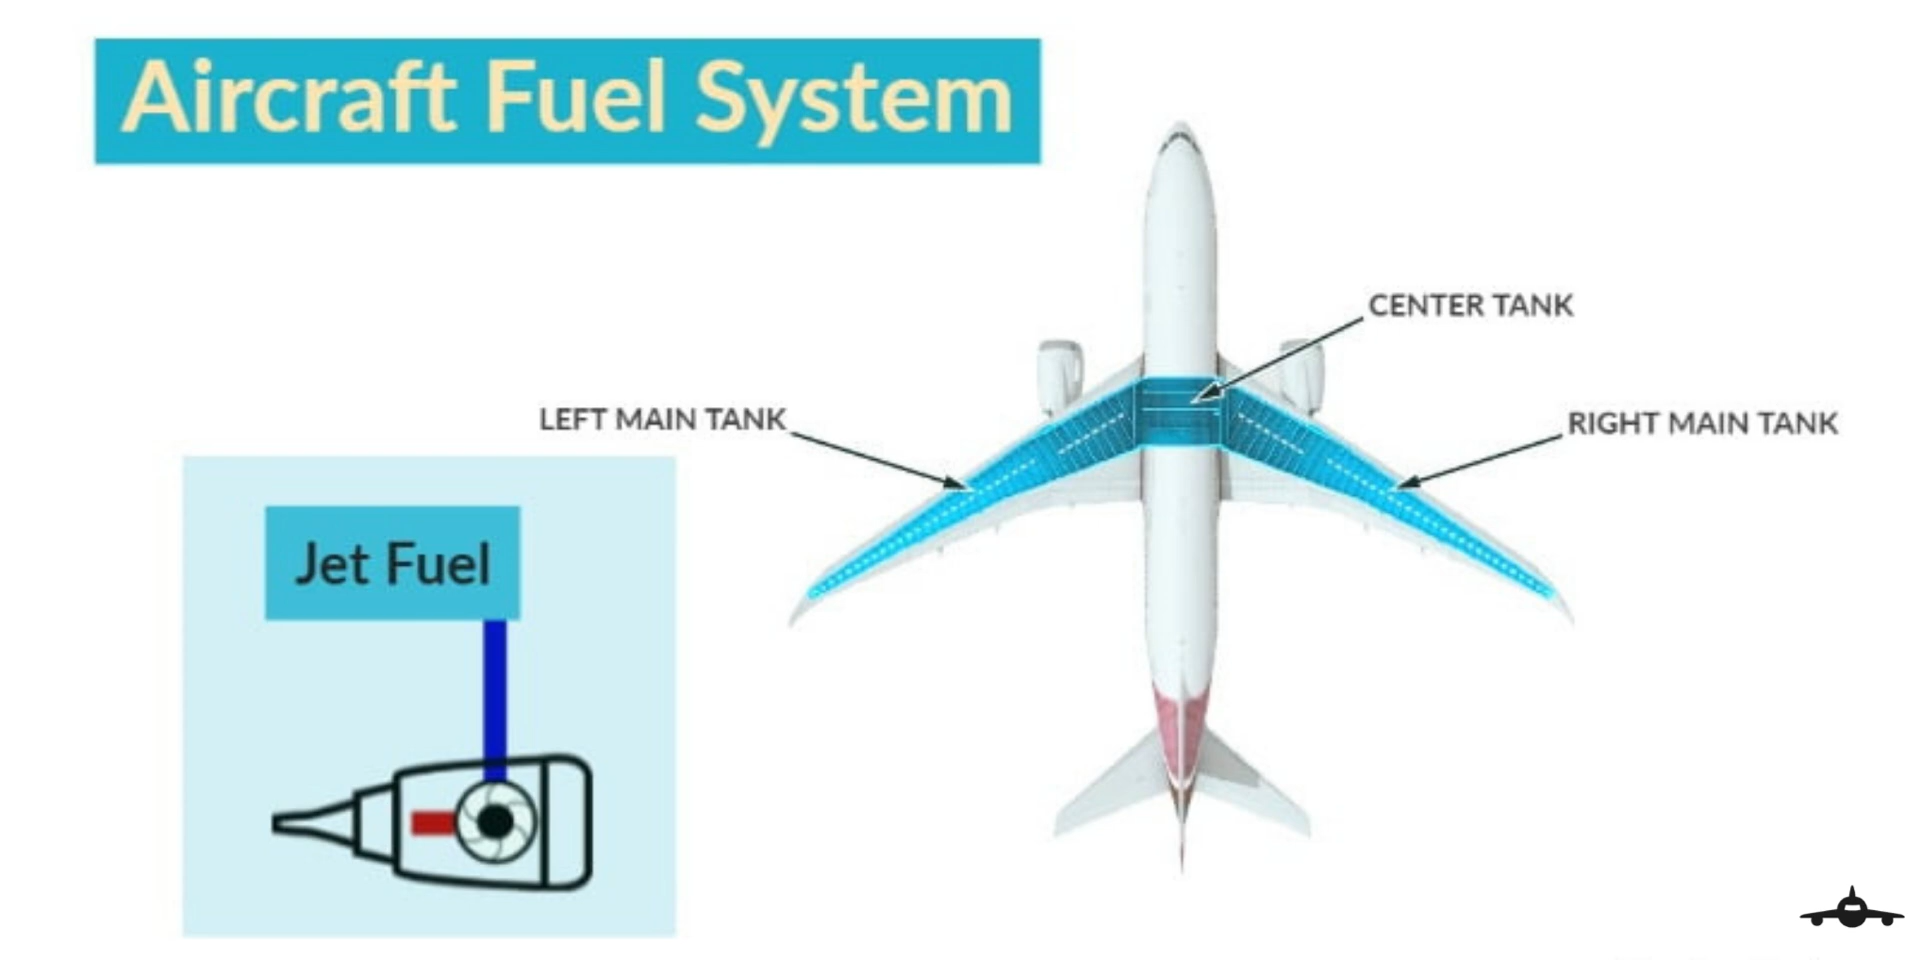 Aircraft Fuel System
CENTER TANK
LEFT MAIN TANK
RIGHT MAIN TANK
Jet Fuel